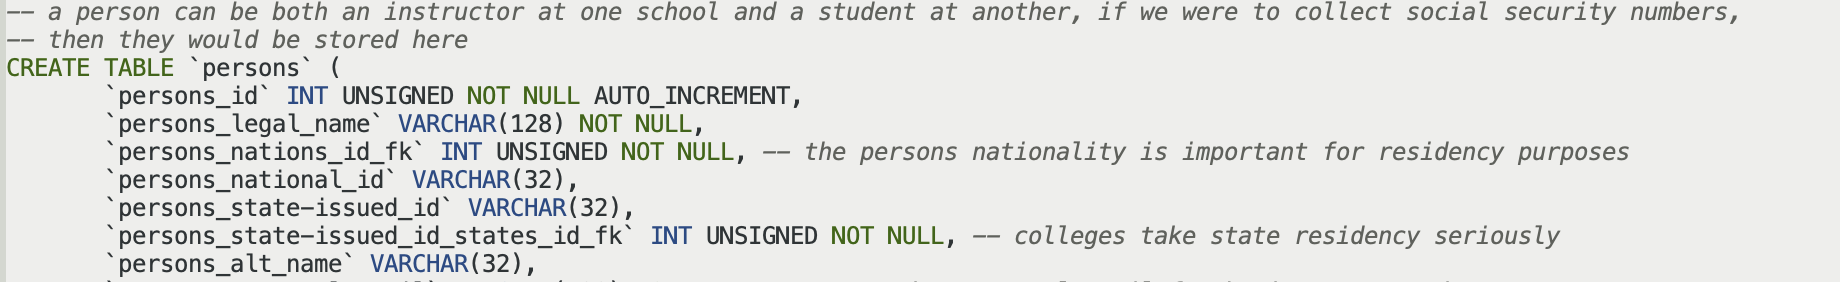 -- a person can be both an instructor at one school and a student at another, if we were to collect social security numbers,
-- then they would be stored here
CREATE TABLE `persons` (
`persons_id` INT UNSIGNED NOT NULL AUTO_INCREMENT,
`persons_legal_name` VARCHAR(128) NOT NULL,
`persons_nations_id_fk` INT UNSIGNED NOT NULL, -- the persons nationality is important for residency purposes
`persons_national_id` VARCHAR(32),
`persons_state-issued_id` VARCHAR(32),
`persons_state-issued_id_states_id_fk` INT UNSIGNED NOT NULL, -- colleges take state residency seriously
`persons_alt_name` VARCHAR(32),